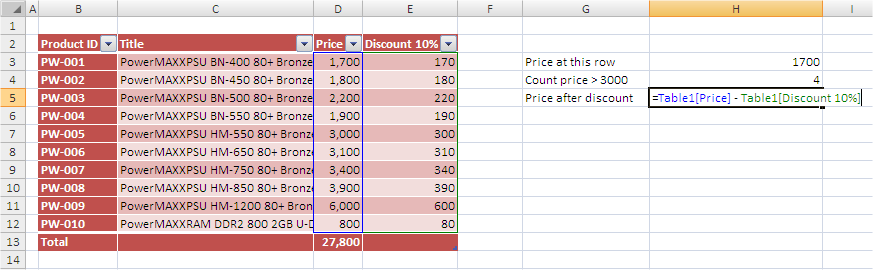 A B C D E F G H I
1
2 Product ID Title Price Discount 10%
3 PW-001 PowerMAXXPSU BN-400 80+ Bronze 1,700 170 Price at this row 1700
4 PW-002 PowerMAXXPSU BN-450 80+ Bronze 1,800 180 Count price > 3000 4
5 PW-003 PowerMAXXPSU BN-500 80+ Bronze 2,200 220 Price after discount =Table1[Price] - Table1[Discount 10%]
6 PW-004 PowerMAXXPSU BN-550 80+ Bronze 1,900 190
7 PW-005 PowerMAXXPSU HM-550 80+ Bronz 3,000 300
8 PW-006 PowerMAXXPSU HM-650 80+ Bronz 3,100 310
9 PW-007 PowerMAXXPSU HM-750 80+ Bronz 3,400 340
10 PW-008 PowerMAXXPSU HM-850 80+ Bronz 3,900 390
11 PW-009 PowerMAXXPSU HM-1200 80+ Bron 6,000 600
12 PW-010 PowerMAXXRAM DDR2 800 2GB U-D 800 80
13 Total 27,800
14